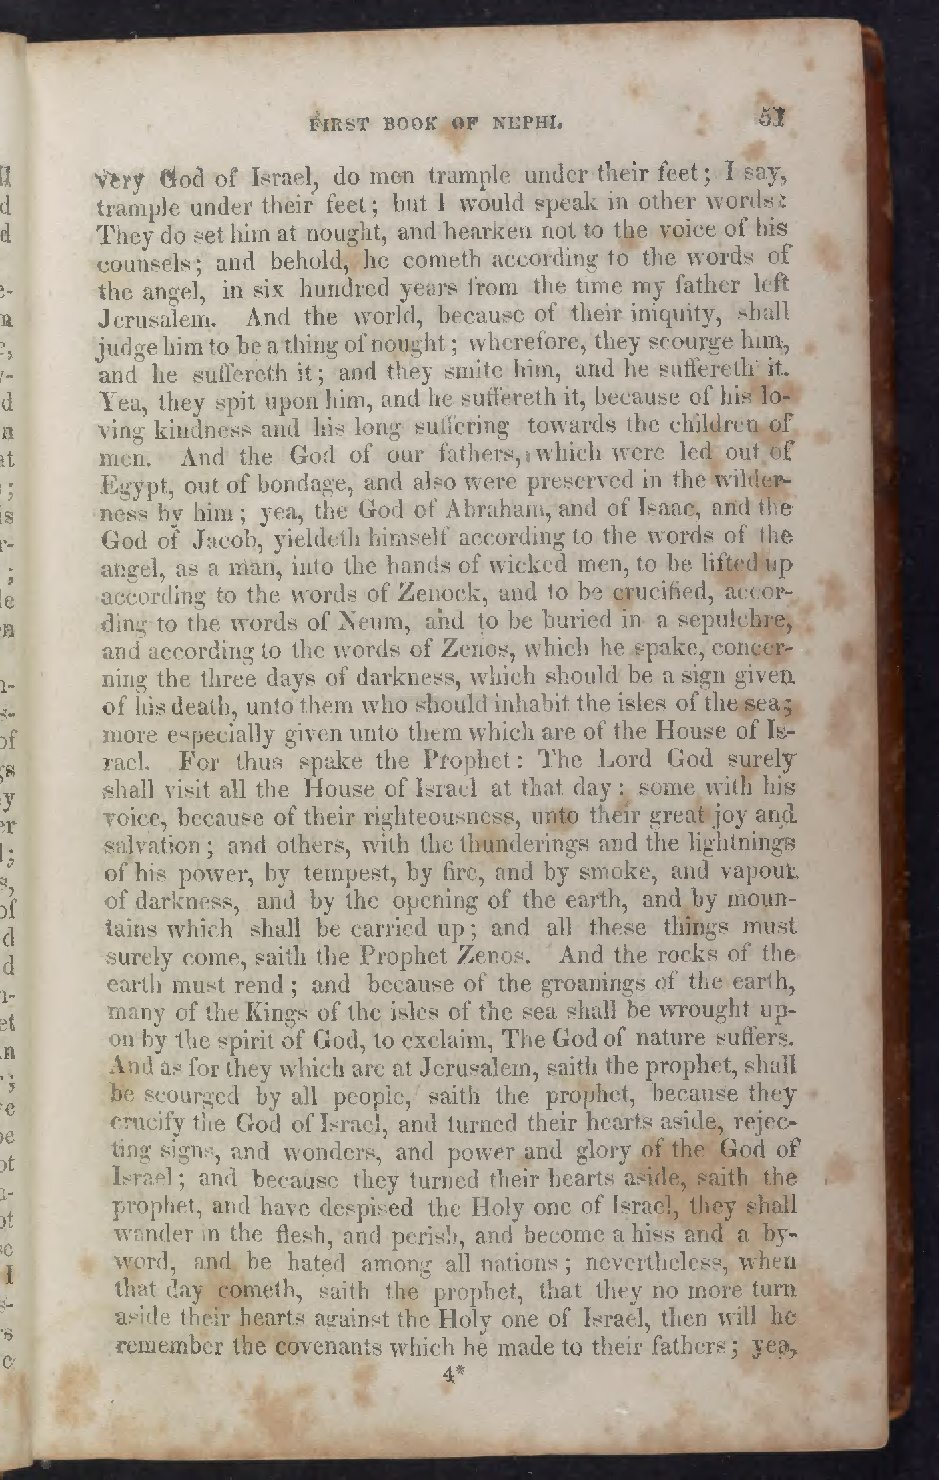 FIRST BOOK OF NEPHI. 51
very God of Israel, do men trample under their feet; I say,
trample under their feet; but I would speak in other words:
They do set him at nought, and hearken not to the voice of his
counsels; and behold, he cometh according to the words of
the angel, in six hundred years from the time my father left
Jerusalem. And the world, because of their iniquity, shall
judge him to be a thing of nought; wherefore, they scourge him,
and he suffereth it; and they smite him, and he suffereth it.
Yea, they spit upon him, and he suffereth it, because of his lo-
ving kindness and his long suffering towards the children of
men. And the God of our fathers, which were led out of
Egypt, out of bondage, and also were preserved in the wilder-
ness by him; yea, the God of Abraham, and of Isaac, and the
God of Jacob, yieldeth himself according to the words of the
angel, as a man, into the hands of wicked men, to be lifted up
according to the words of Zenock, and to be crucified, accor-
ding to the words of Neum, and to be buried in a sepulchre,
and according to the words of Zenos, which he spake, concer-
ning the three days of darkness, which should be a sign given
of his death, unto them who should inhabit the isles of the sea;
more especially given unto them which are of the House of Is-
rael. For thus spake the Prophet: The Lord God surely
shall visit all the House of Israel at that day: some with his
voice, because of their righteousness, unto their great joy and
salvation; and others, with the thunderings and the lightnings
of his power, by tempest, by fire, and by smoke, and vapour
of darkness, and by the opening of the earth, and by moun-
tains which shall be carried up; and all these things must
surely come, saith the Prophet Zenos. And the rocks of the
earth must rend; and because of the groanings of the earth,
many of the Kings of the isles of the sea shall be wrought up-
on by the spirit of God, to exclaim, The God of nature suffers.
And as for they which are at Jerusalem, saith the prophet, shall
be scourged by all people, saith the prophet, because they
crucify the God of Israel, and turned their hearts aside, rejec-
ting signs, and wonders, and power and glory of the God of
Israel; and because they turned their hearts aside, saith the
prophet, and have despised the Holy one of Israel, they shall
wander in the flesh, and perish, and become a hiss and a by-
word, and be hated among all nations; nevertheless, when
that day cometh, saith the prophet, that they no more turn
aside their hearts against the Holy one of Israel, then will he
remember the covenants which he made to their fathers; yea,
4*